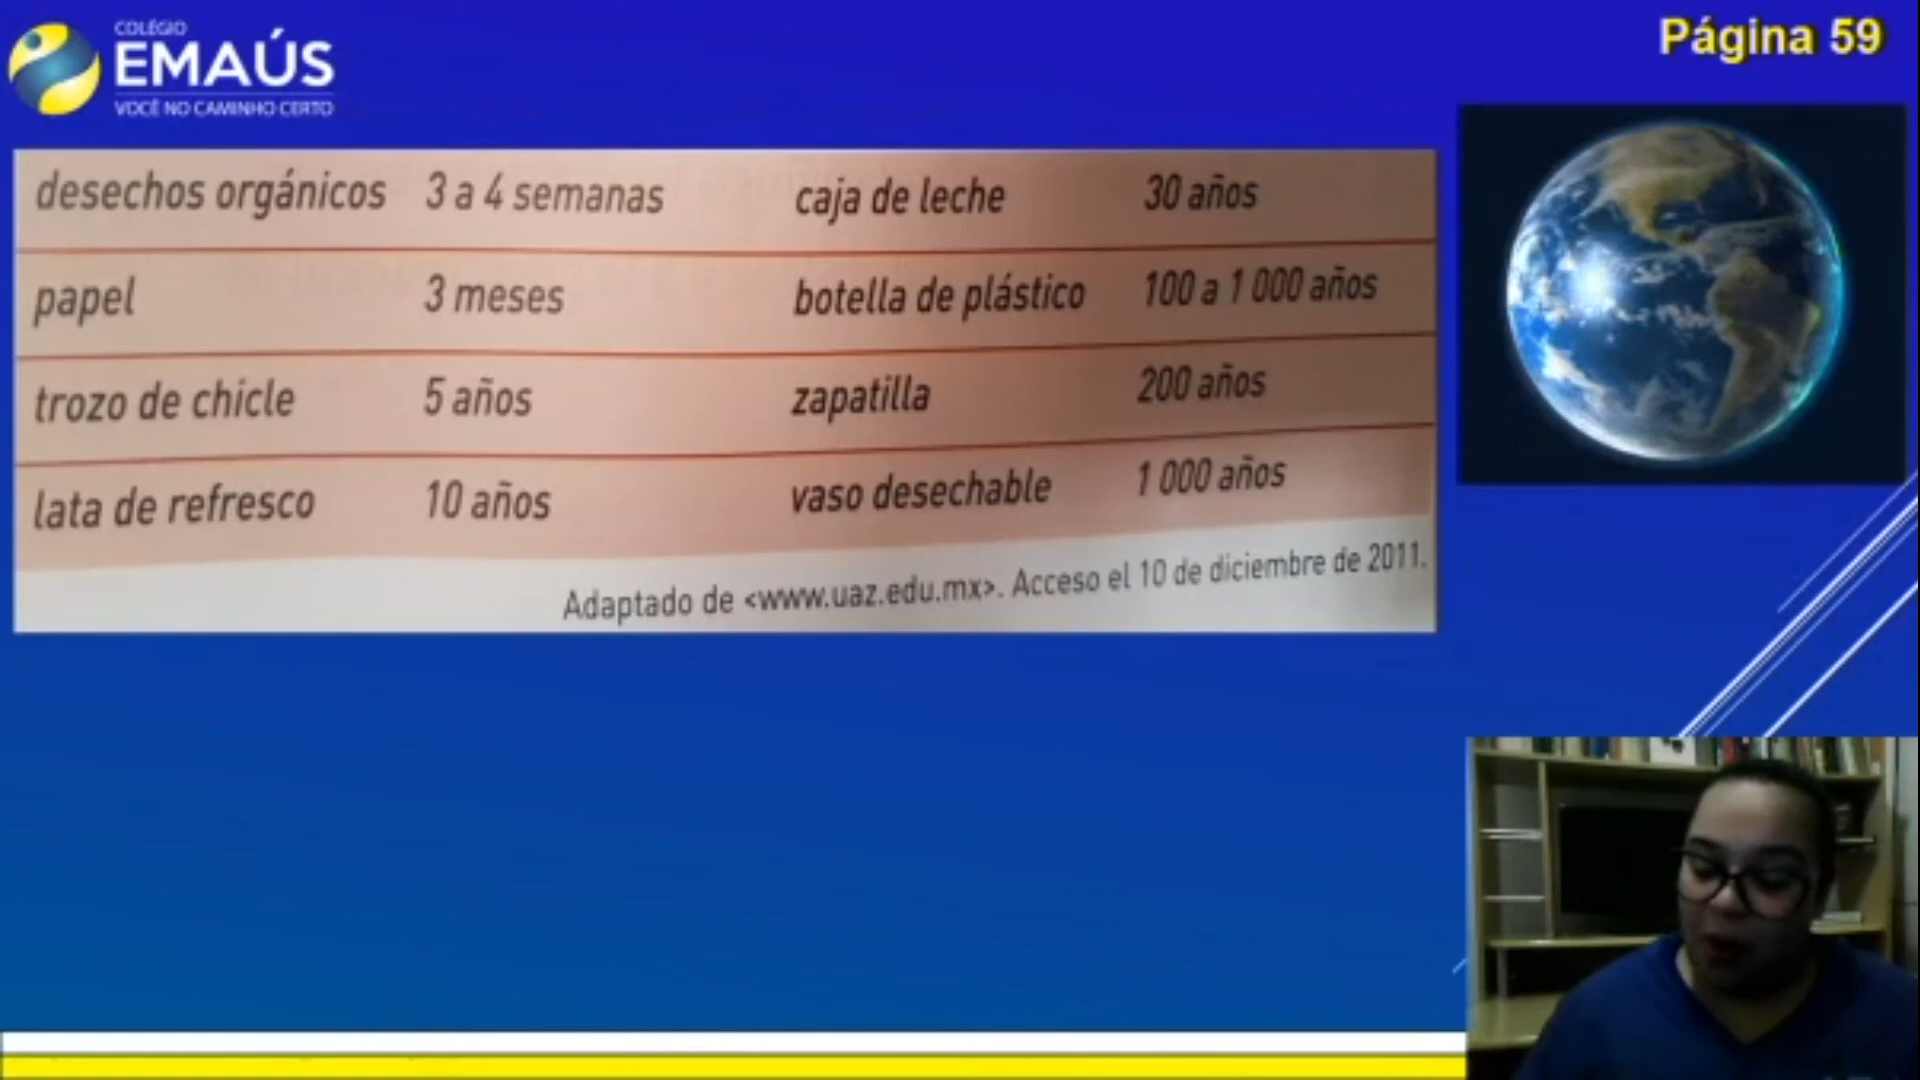 COLÉGIO
EMAÚS
VOCÊ NO CAMINHO CERTO
Página 59
desechos orgánicos 3 a 4 semanas caja de leche 30 años
papel 3 meses botella de plástico 100 a 1 000 años
trozo de chicle 5 años zapatilla 200 años
lata de refresco 10 años vaso desechable 1 000 años
Adaptado de <www.uaz.edu.mx>. Acceso el 10 de diciembre de 2011.